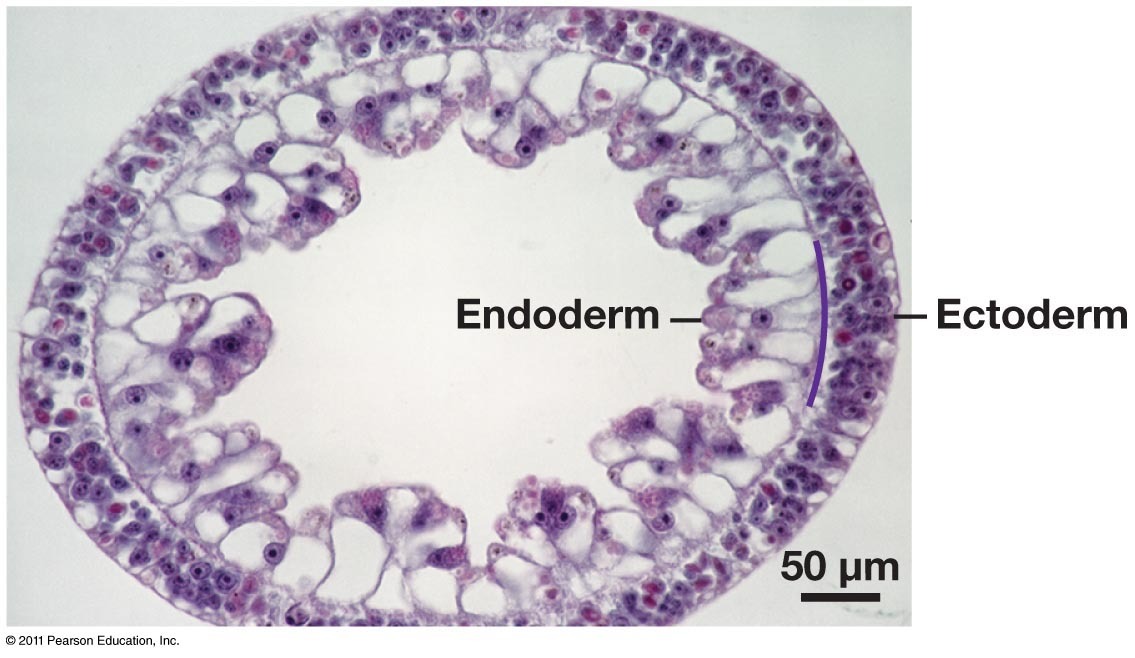 Endoderm
Ectoderm
50 µm
© 2011 Pearson Education, Inc.